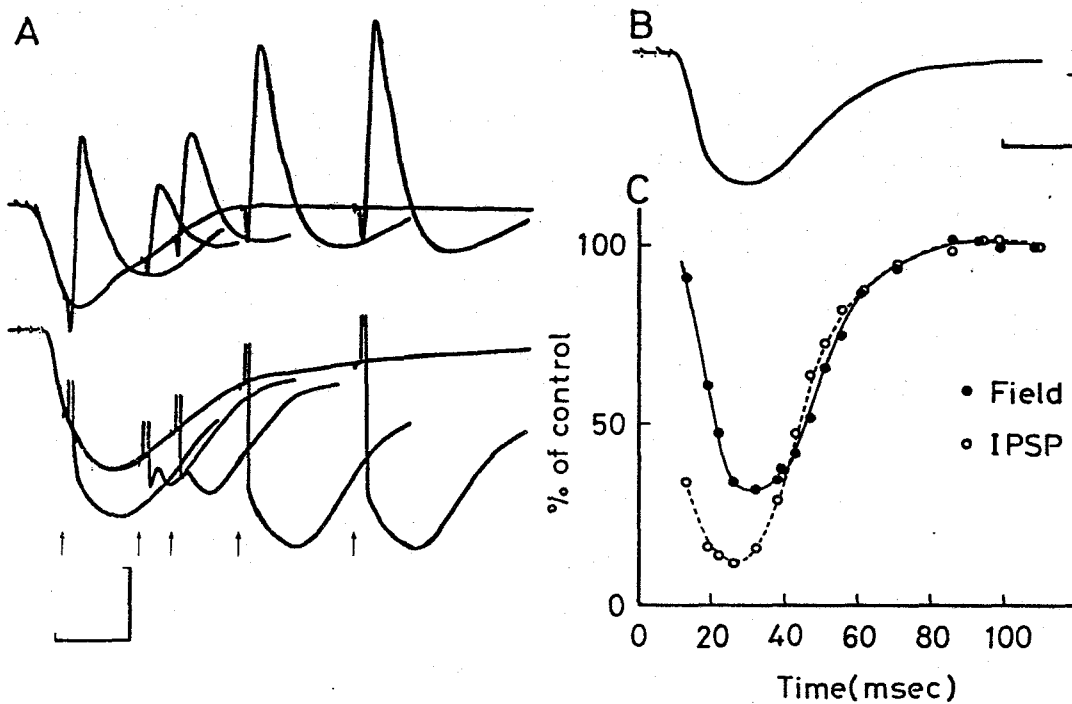 A
B
C
% of control
100
50
0
0 20 40 60 80 100
Time(msec)
● Field
○ IPSP